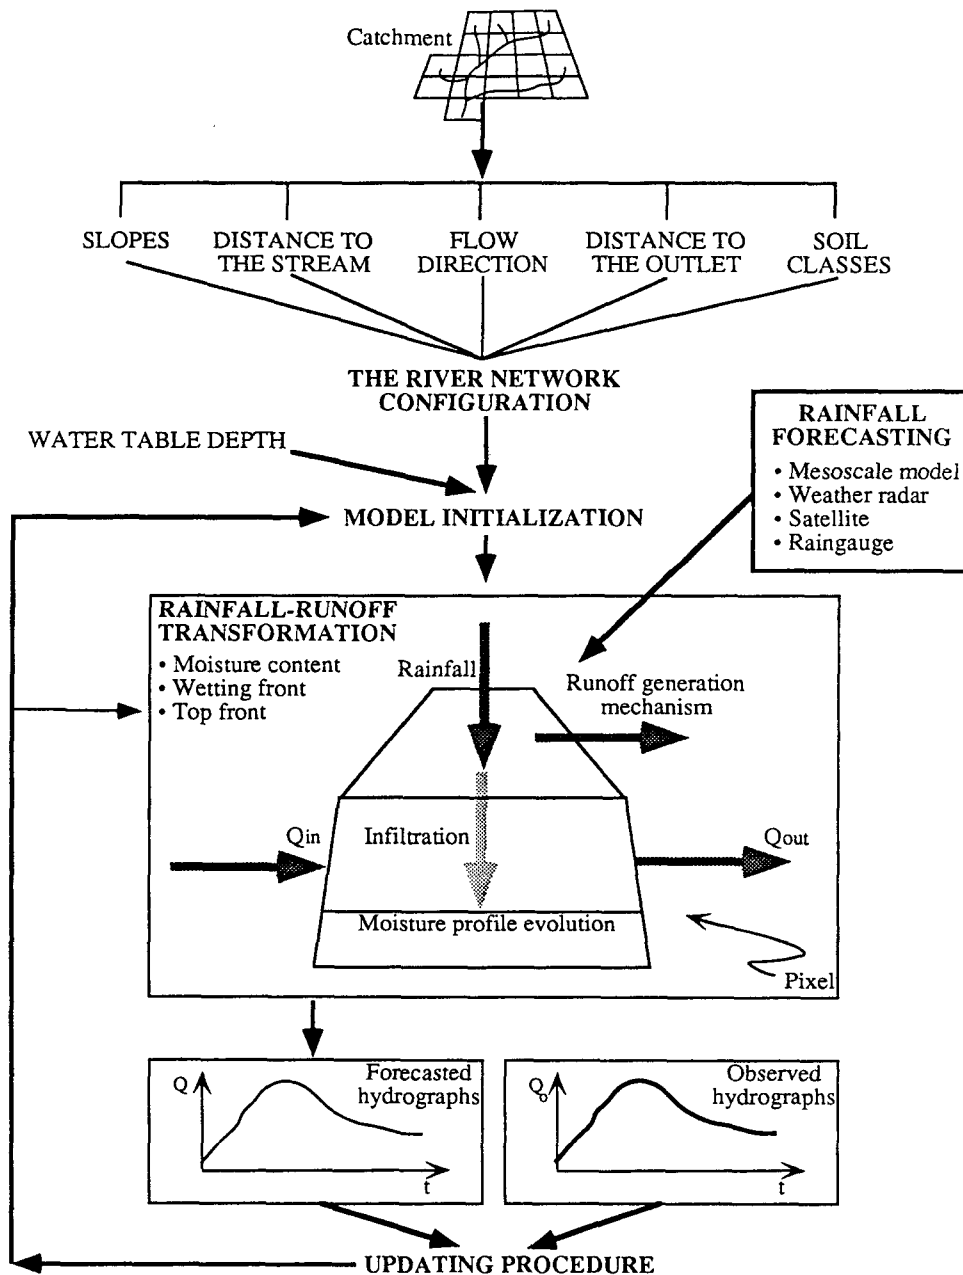 Catchment
SLOPES
DISTANCE TO
THE STREAM
FLOW
DIRECTION
DISTANCE TO
THE OUTLET
SOIL
CLASSES
THE RIVER NETWORK
CONFIGURATION
WATER TABLE DEPTH
RAINFALL
FORECASTING
• Mesoscale model
• Weather radar
• Satellite
• Raingauge
MODEL INITIALIZATION
RAINFALL-RUNOFF
TRANSFORMATION
• Moisture content
• Wetting front
• Top front
Rainfall
Runoff generation
mechanism
Qin
Infiltration
Qout
Moisture profile evolution
Pixel
Q
Forecasted
hydrographs
t
Qo
Observed
hydrographs
t
UPDATING PROCEDURE